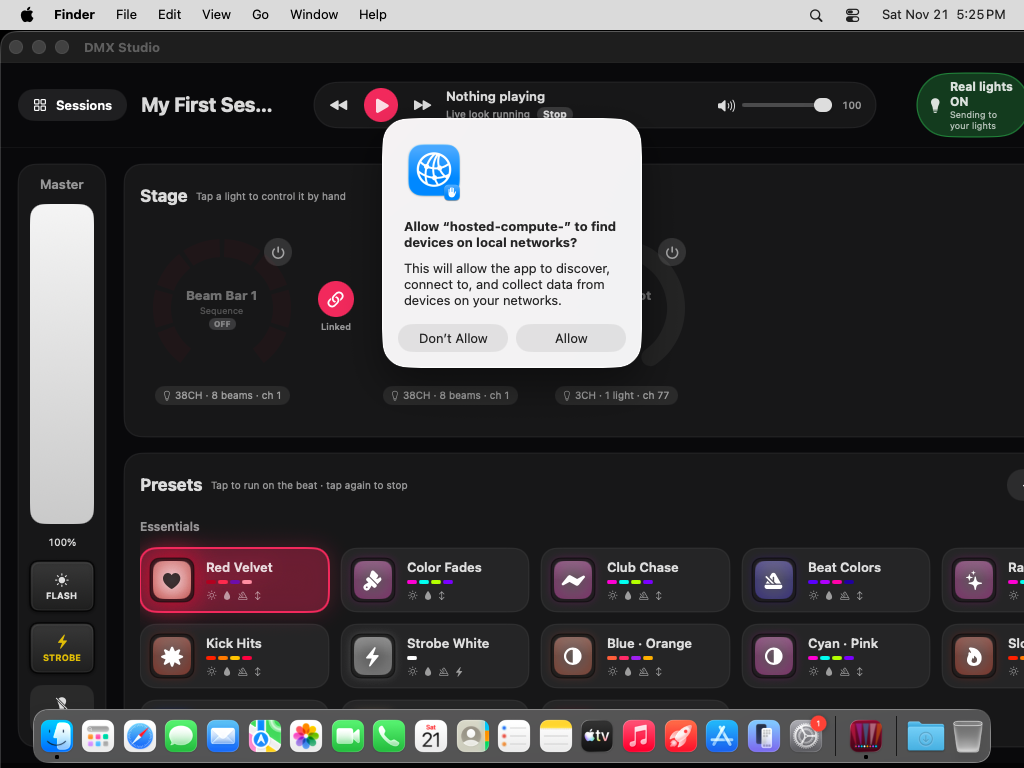 Finder File Edit View Go Window Help Sat Nov 21 5:25 PM
DMX Studio
Sessions
My First Ses...
Nothing playing
Live look running Stop
100
Real lights
ON
Sending to
your lights
Master
100%
FLASH
STROBE
Stage Tap a light to control it by hand
Beam Bar 1
Sequence
OFF
Linked
38CH · 8 beams · ch 1
38CH · 8 beams · ch 1
3CH · 1 light · ch 77
Allow “hosted-compute-” to find
devices on local networks?
This will allow the app to discover,
connect to, and collect data from
devices on your networks.
Don’t Allow
Allow
Presets Tap to run on the beat · tap again to stop
Essentials
Red Velvet
Color Fades
Club Chase
Beat Colors
Kick Hits
Strobe White
Blue · Orange
Cyan · Pink
Sat
21
tv
1